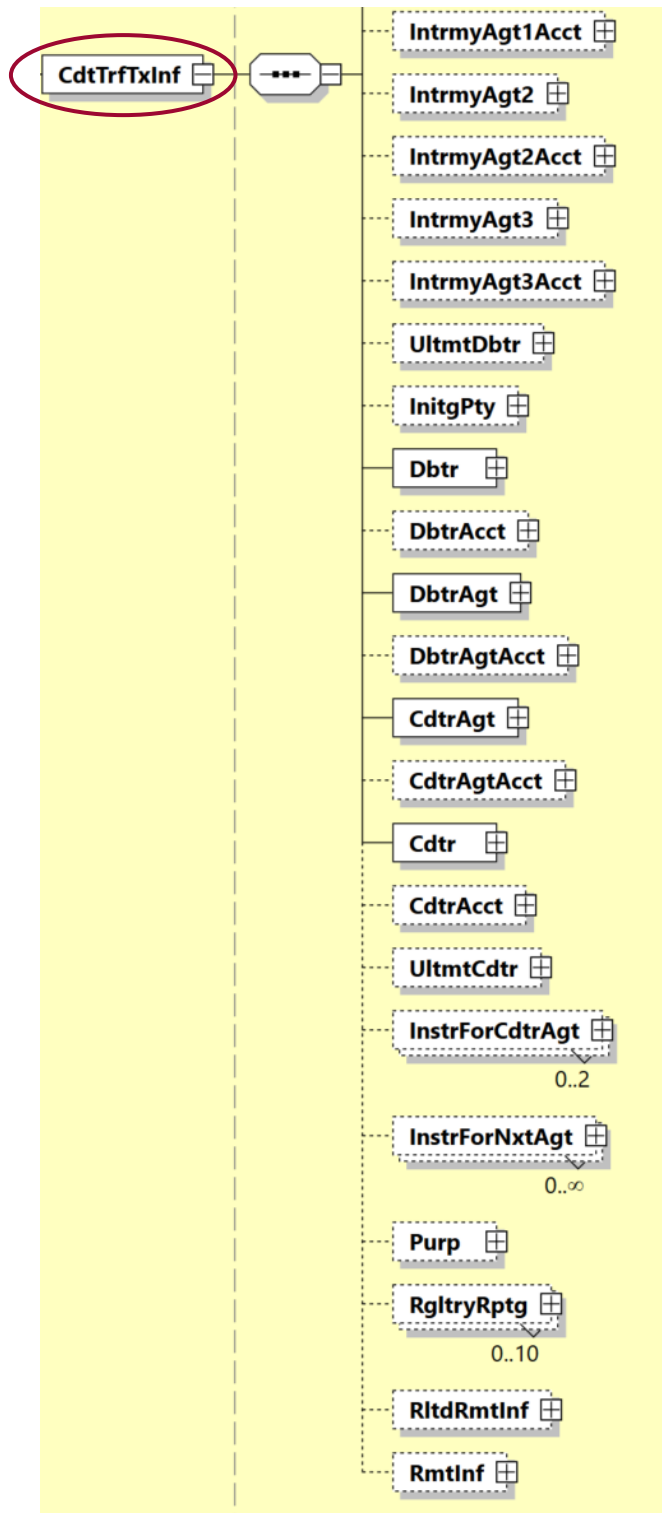 IntrmyAgt1Acct
CdtTrfTxInf
IntrmyAgt2
IntrmyAgt2Acct
IntrmyAgt3
IntrmyAgt3Acct
UltmtDbtr
InitgPty
Dbtr
DbtrAcct
DbtrAgt
DbtrAgtAcct
CdtrAgt
CdtrAgtAcct
Cdtr
CdtrAcct
UltmtCdtr
InstrForCdtrAgt
0..2
InstrForNxtAgt
0..∞
Purp
RgltryRptg
0..10
RltdRmtInf
RmtInf